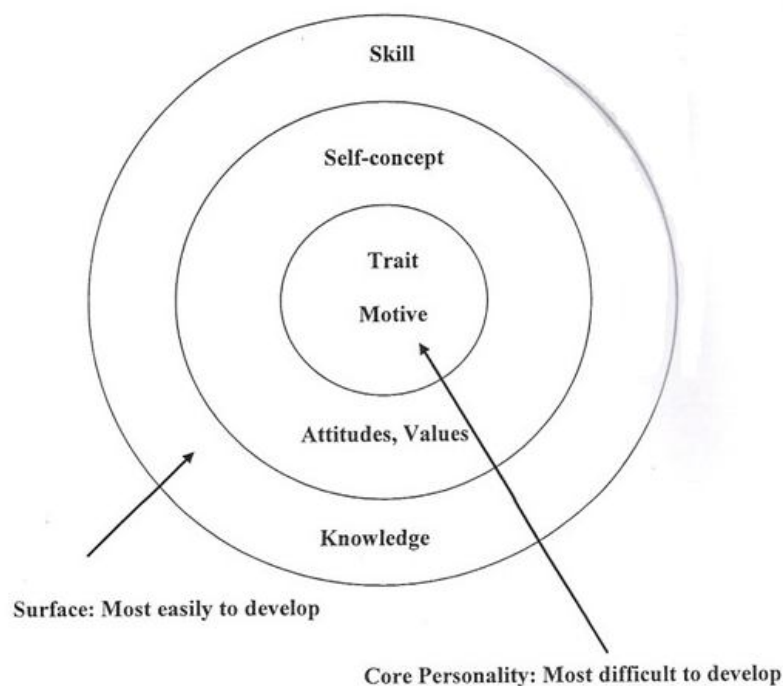 Skill
Self-concept
Trait
Motive
Attitudes, Values
Knowledge
Surface: Most easily to develop
Core Personality: Most difficult to develop